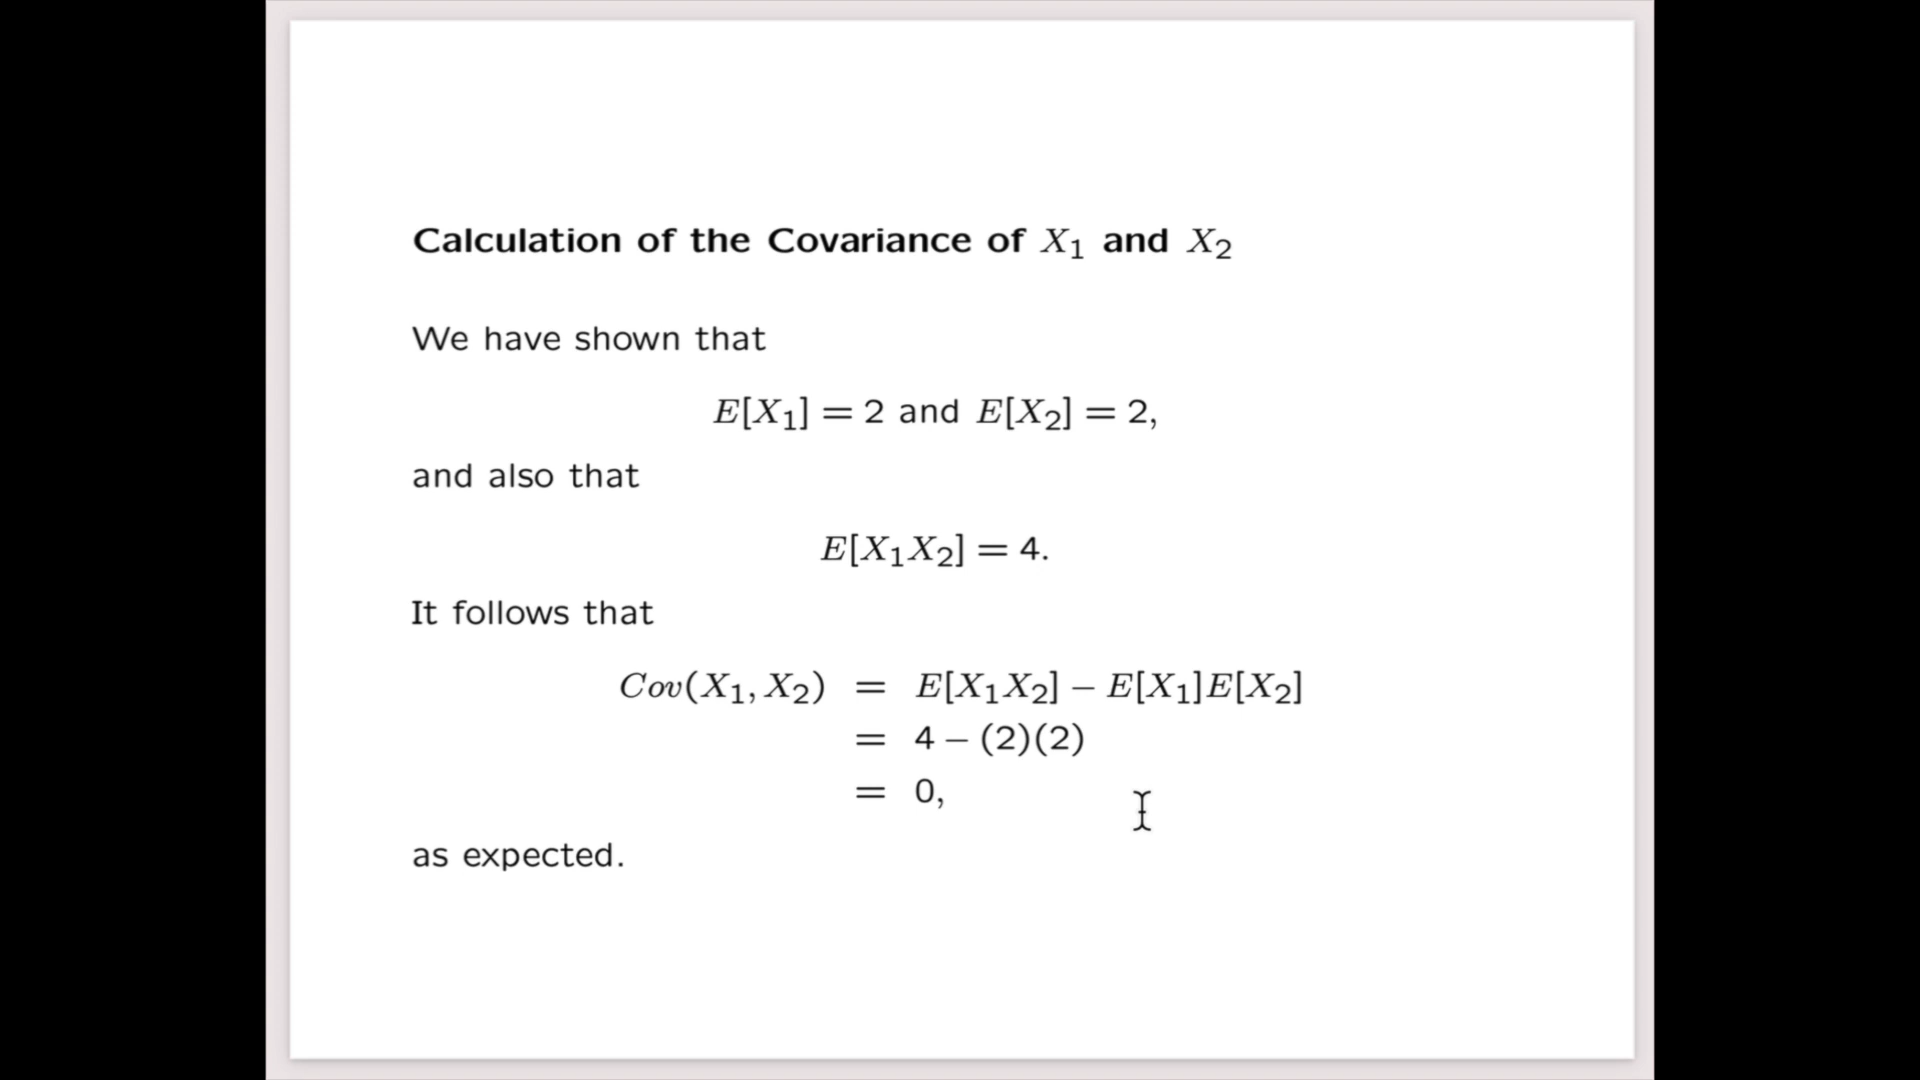 Calculation of the Covariance of X₁ and X₂
We have shown that
E[X₁] = 2 and E[X₂] = 2,
and also that
E[X₁X₂] = 4.
It follows that
Cov(X₁, X₂) = E[X₁X₂] − E[X₁]E[X₂]
= 4 − (2)(2)
= 0,
as expected.